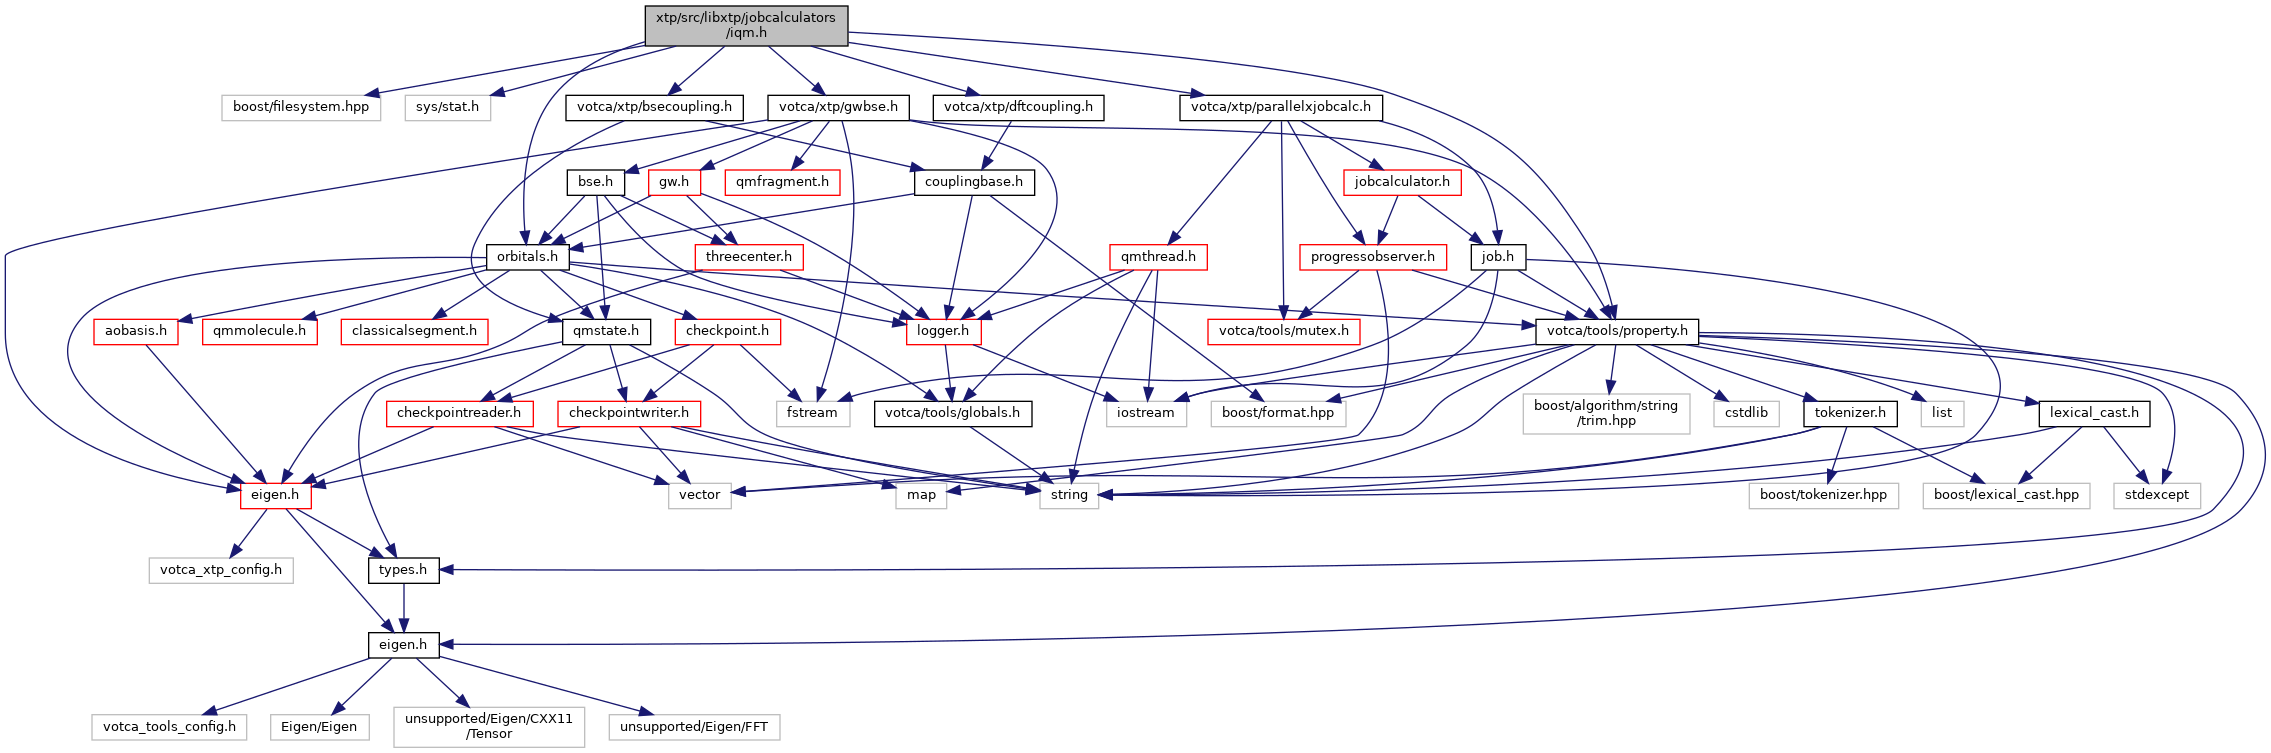 xtp/src/libxtp/jobcalculators
/iqm.h
boost/filesystem.hpp
sys/stat.h
votca/xtp/bsecoupling.h
votca/xtp/gwbse.h
votca/xtp/dftcoupling.h
votca/xtp/parallelxjobcalc.h
bse.h
gw.h
qmfragment.h
couplingbase.h
jobcalculator.h
orbitals.h
threecenter.h
qmthread.h
progressobserver.h
job.h
aobasis.h
qmmolecule.h
classicalsegment.h
qmstate.h
checkpoint.h
logger.h
votca/tools/mutex.h
votca/tools/property.h
checkpointreader.h
checkpointwriter.h
fstream
votca/tools/globals.h
iostream
boost/format.hpp
boost/algorithm/string
/trim.hpp
cstdlib
tokenizer.h
list
lexical_cast.h
eigen.h
vector
map
string
boost/tokenizer.hpp
boost/lexical_cast.hpp
stdexcept
votca_xtp_config.h
types.h
eigen.h
votca_tools_config.h
Eigen/Eigen
unsupported/Eigen/CXX11
/Tensor
unsupported/Eigen/FFT